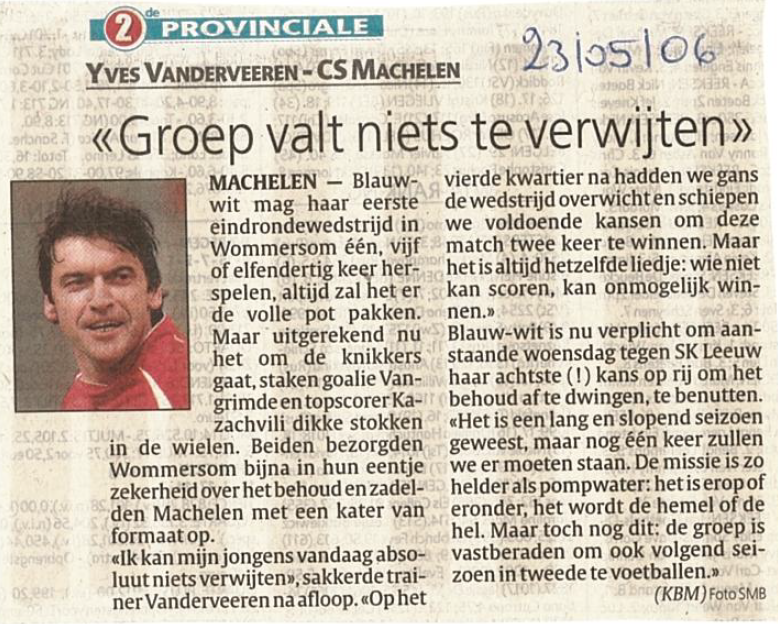 2de PROVINCIALE
23/05/06
YVES VANDERVEEREN - CS MACHELEN
«Groep valt niets te verwijten»
MACHELEN — Blauw-
wit mag haar eerste
eindrondewedstrijd in
Wommersom één, vijf
of elfendertig keer her-
spelen, altijd zal het er
de volle pot pakken.
Maar uitgerekend nu
het om de knikkers
gaat, staken goalie Van-
grimde en topscorer Ka-
zachvili dikke stokken
in de wielen. Beiden bezorgden
Wommersom bijna in hun eentje
zekerheid over het behoud en zadel-
den Machelen met een kater van
formaat op.
«Ik kan mijn jongens vandaag abso-
luut niets verwijten», sakkerde trai-
ner Vanderveeren na afloop. «Op het
vierde kwartier na hadden we gans
de wedstrijd overwicht en schiepen
we voldoende kansen om deze
match twee keer te winnen. Maar
het is altijd hetzelfde liedje: wie niet
kan scoren, kan onmogelijk win-
nen.»
Blauw-wit is nu verplicht om aan-
staande woensdag tegen SK Leeuw
haar achtste (!) kans op rij om het
behoud af te dwingen, te benutten.
«Het is een lang en slopend seizoen
geweest, maar nog één keer zullen
we er moeten staan. De missie is zo
helder als pompwater: het is erop of
eronder, het wordt de hemel of de
hel. Maar toch nog dit: de groep is
vastberaden om ook volgend sei-
zoen in tweede te voetballen.»
(KBM) Foto SMB